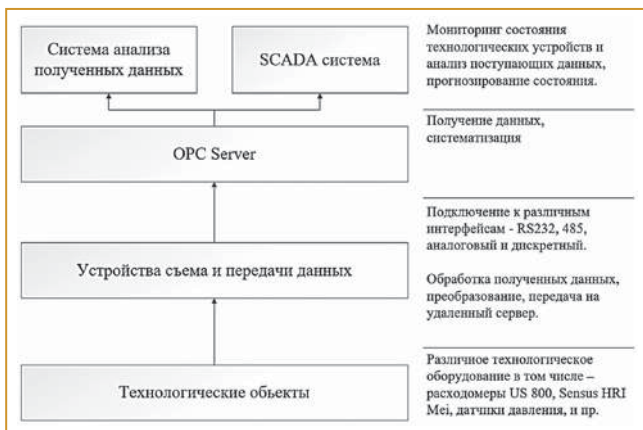 Система анализа
полученных данных
SCADA система
Мониторинг состояния
технологических устройств и
анализ поступающих данных,
прогнозирование состояния.
OPC Server
Получение данных,
систематизация
Устройства съема и передачи данных
Подключение к различным
интерфейсам - RS232, 485,
аналоговый и дискретный.
Обработка полученных данных,
преобразование, передача на
удаленный сервер.
Технологические обьекты
Различное технологическое
оборудование в том числе –
расходомеры US 800, Sensus HRI
Mei, датчики давления, и пр.